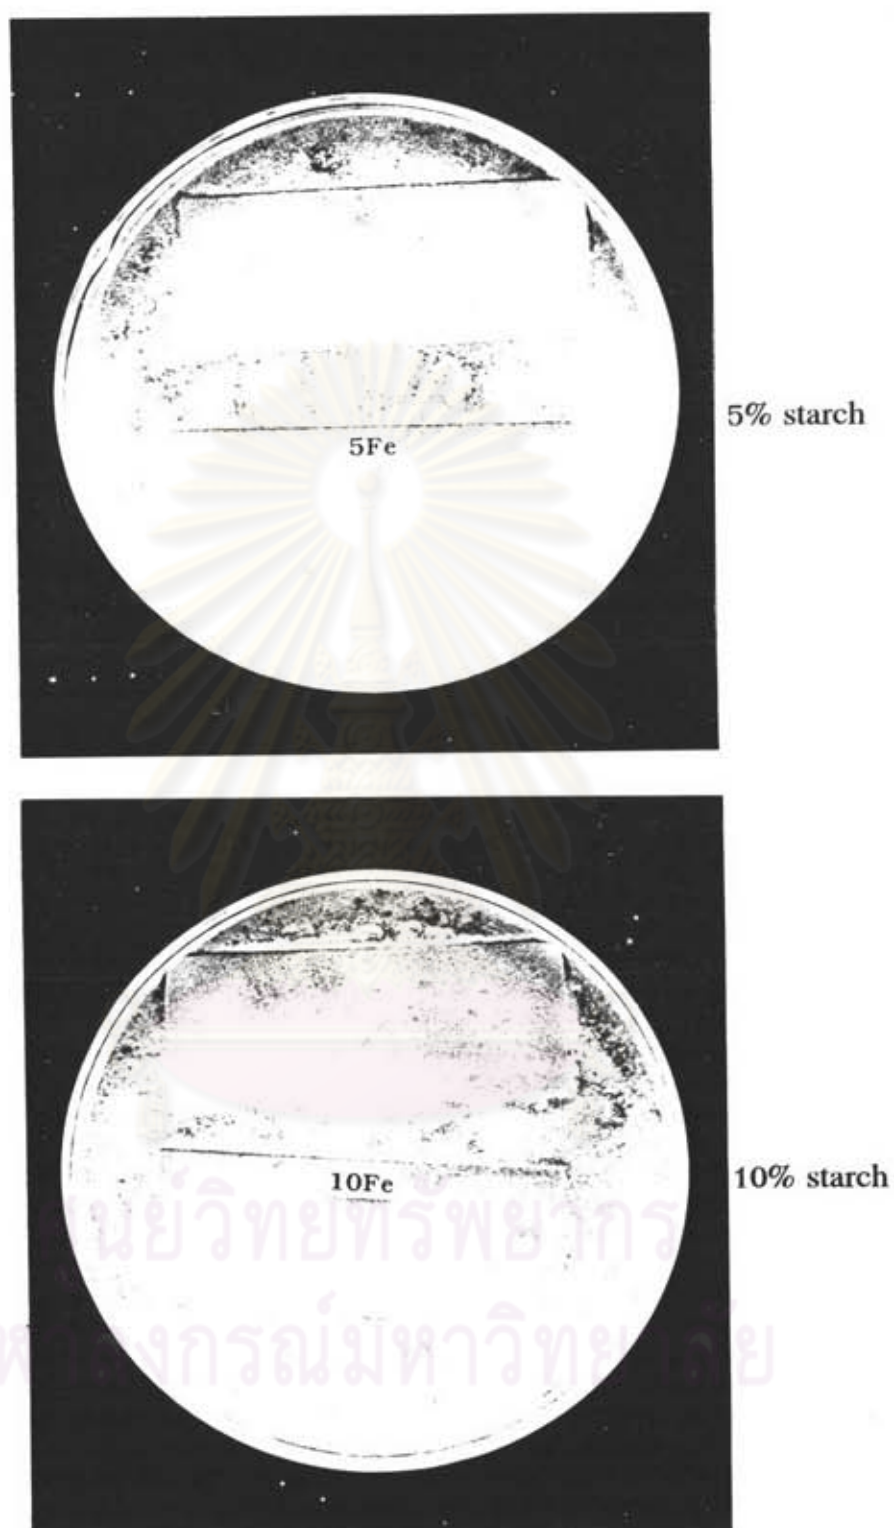 5Fe
5% starch
10Fe
10% starch
ศูนย์วิทยทรัพยากร
จุฬาลงกรณ์มหาวิทยาลัย